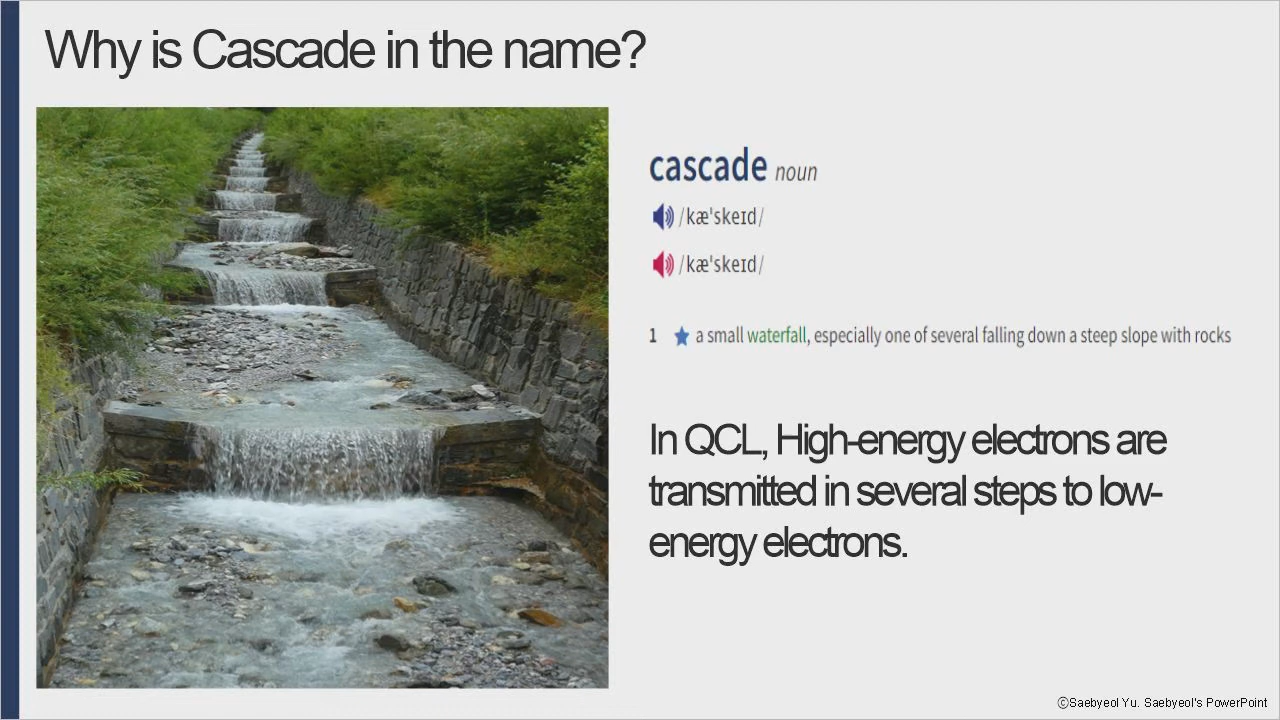 Why is Cascade in the name?
cascade noun
/kæˈskeɪd/
/kæˈskeɪd/
1 ★ a small waterfall, especially one of several falling down a steep slope with rocks
In QCL, High-energy electrons are
transmitted in several steps to low-
energy electrons.
ⓒSaebyeol Yu. Saebyeol's PowerPoint